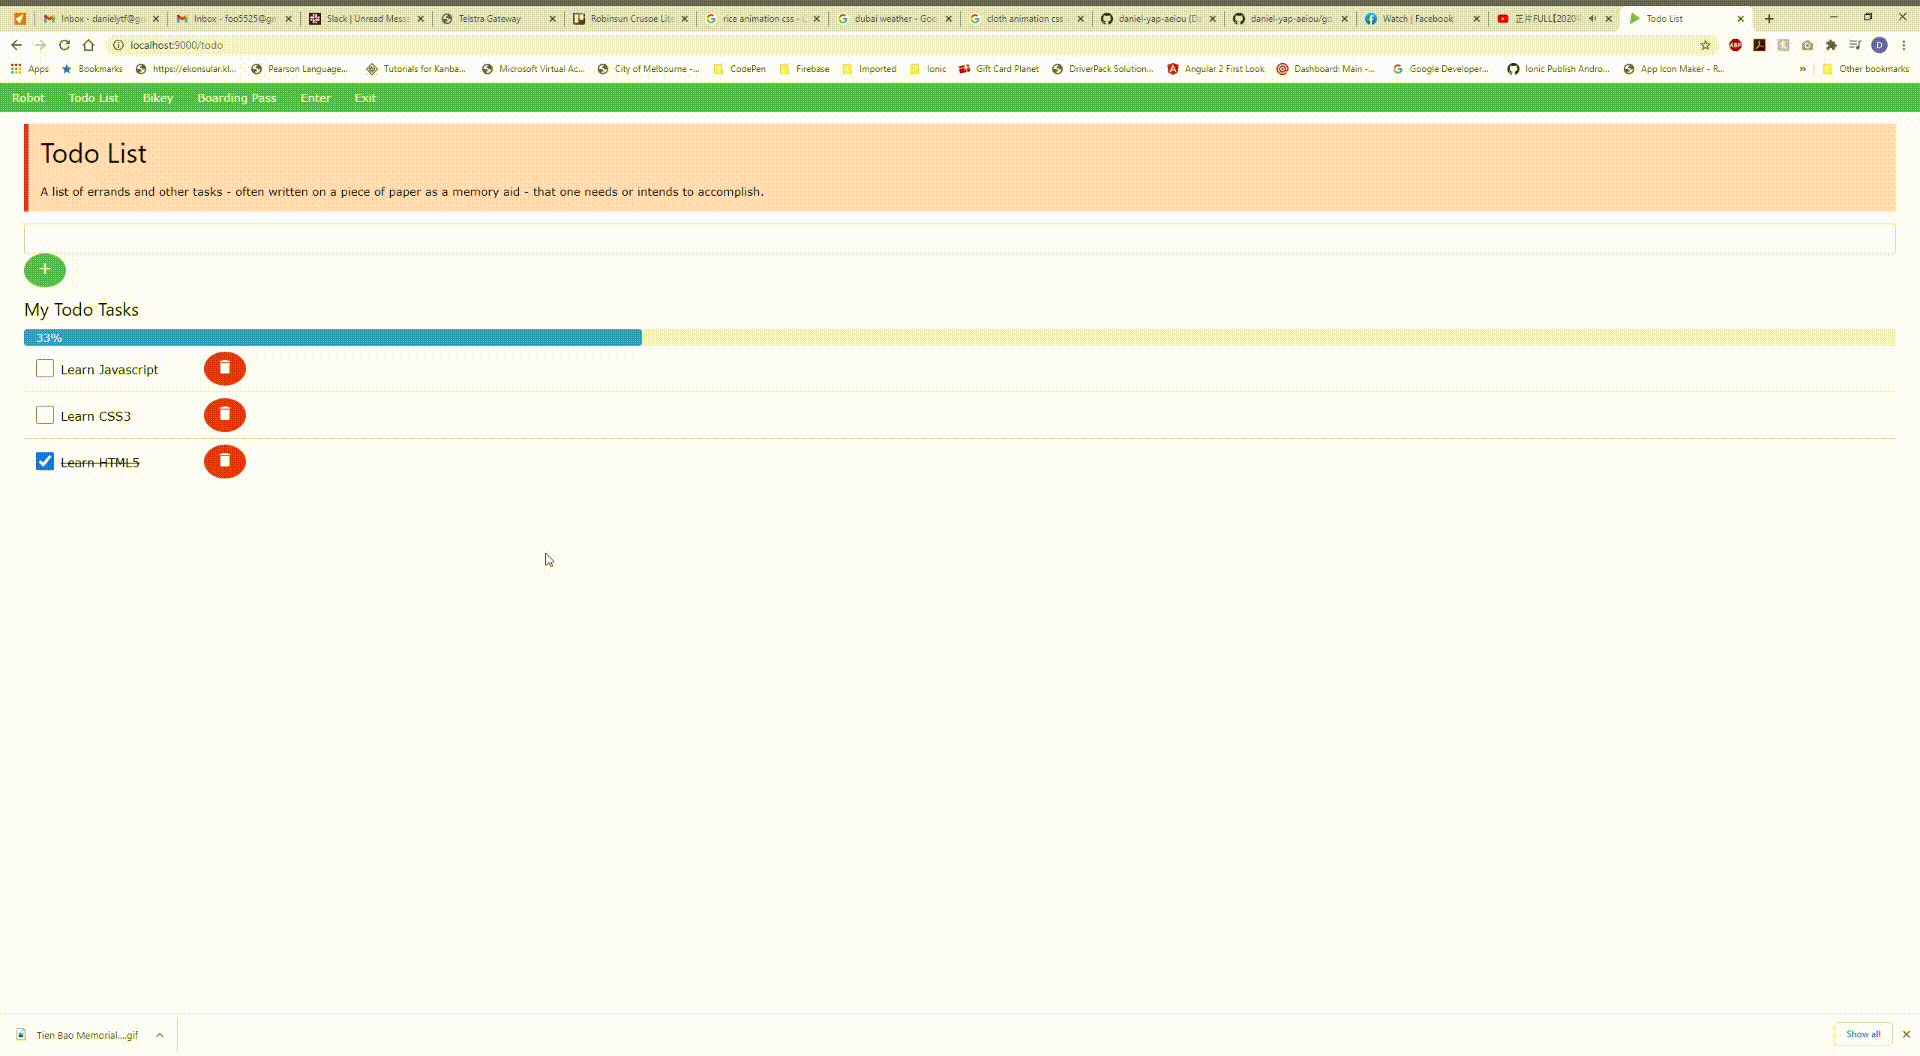 Inbox - danielytf@gm
Inbox - foo5525@gm
Slack | Unread Mess
Telstra Gateway
Robinsun Crusoe Lite
rice animation css -
dubai weather - Goo
cloth animation css -
daniel-yap-aeiou (D
daniel-yap-aeiou/go
Watch | Facebook
正片FULL【2020
Todo List
localhost:9000/todo
ABP
D
Apps
Bookmarks
https://ekonsular.kl...
Pearson Language...
Tutorials for Kanba...
Microsoft Virtual Ac...
City of Melbourne -...
CodePen
Firebase
Imported
Ionic
Gift Card Planet
DriverPack Solution...
Angular 2 First Look
Dashboard: Main -...
Google Developer...
Ionic Publish Andro...
App Icon Maker - R...
»
Other bookmarks
Robot
Todo List
Bikey
Boarding Pass
Enter
Exit
Todo List
A list of errands and other tasks - often written on a piece of paper as a memory aid - that one needs or intends to accomplish.
+
My Todo Tasks
33%
Learn Javascript
Learn CSS3
Learn HTML5
Tien Bao Memorial....gif
Show all